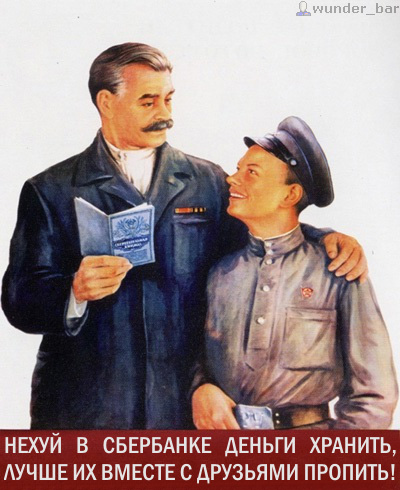 wunder_bar
НЕХУЙ В СБЕРБАНКЕ ДЕНЬГИ ХРАНИТЬ,
ЛУЧШЕ ИХ ВМЕСТЕ С ДРУЗЬЯМИ ПРОПИТЬ!